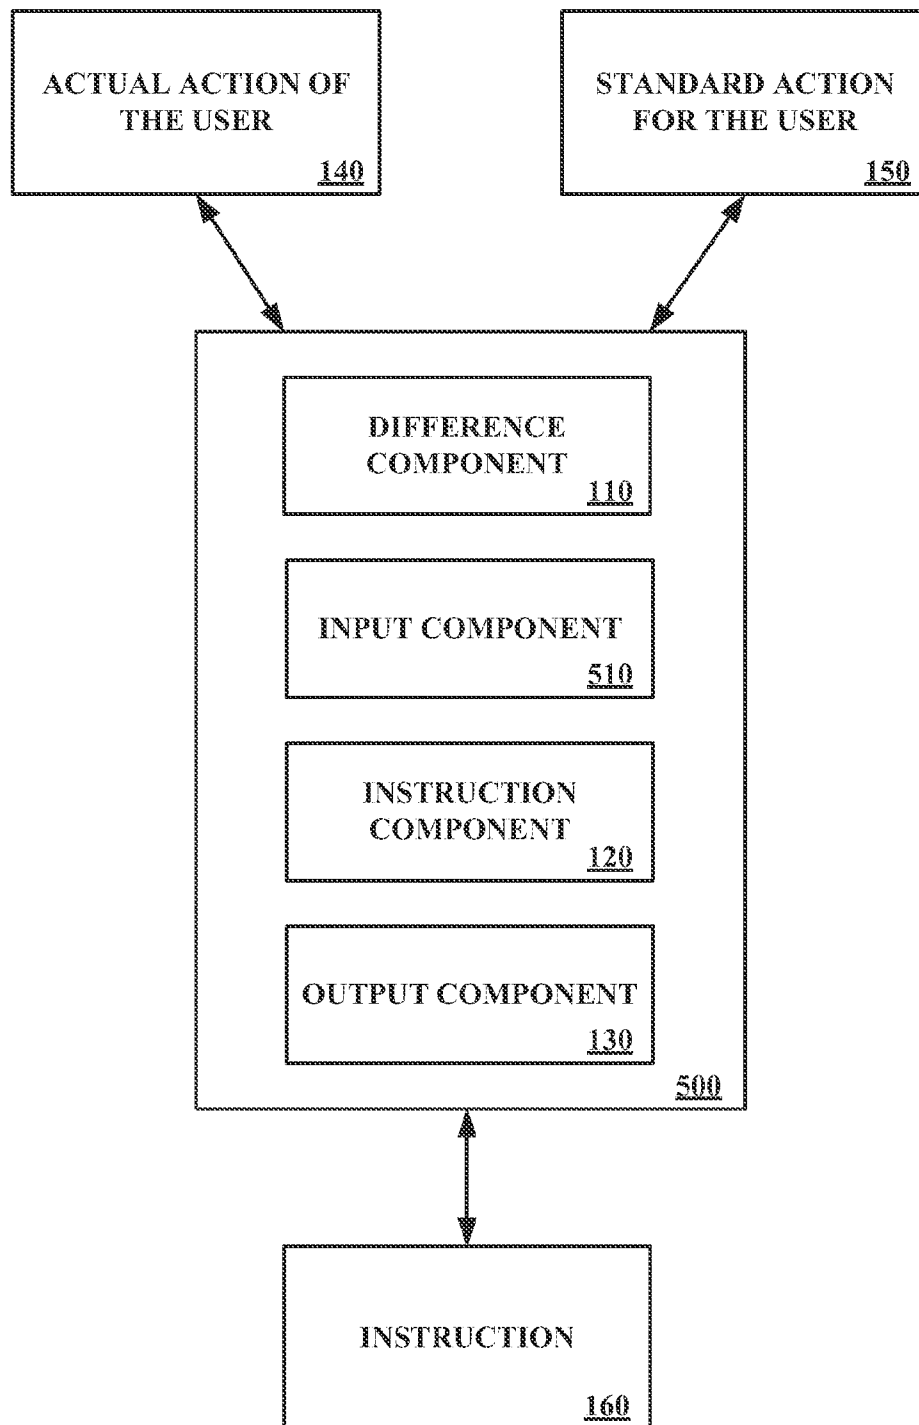 ACTUAL ACTION OF
THE USER
140
STANDARD ACTION
FOR THE USER
150
DIFFERENCE
COMPONENT
110
INPUT COMPONENT
510
INSTRUCTION
COMPONENT
120
OUTPUT COMPONENT
130
500
INSTRUCTION
160